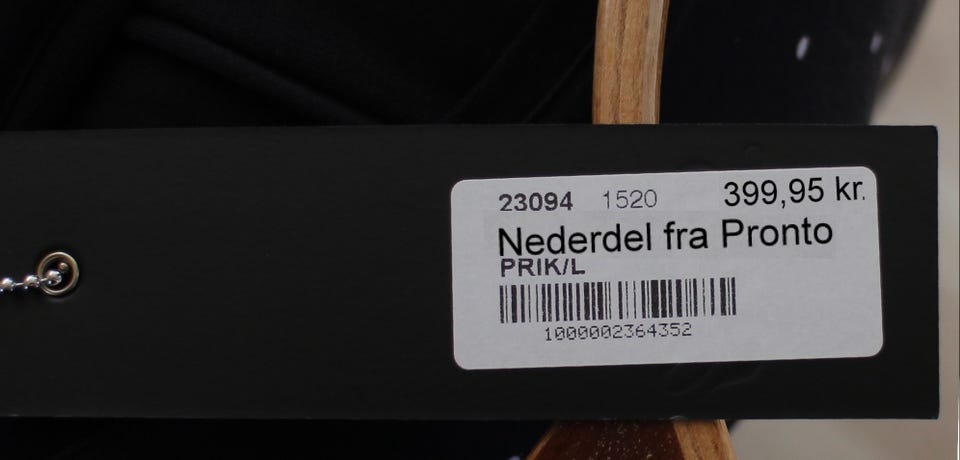 23094 1520 399,95 kr.
Nederdel fra Pronto
PRIK/L
1000002364352